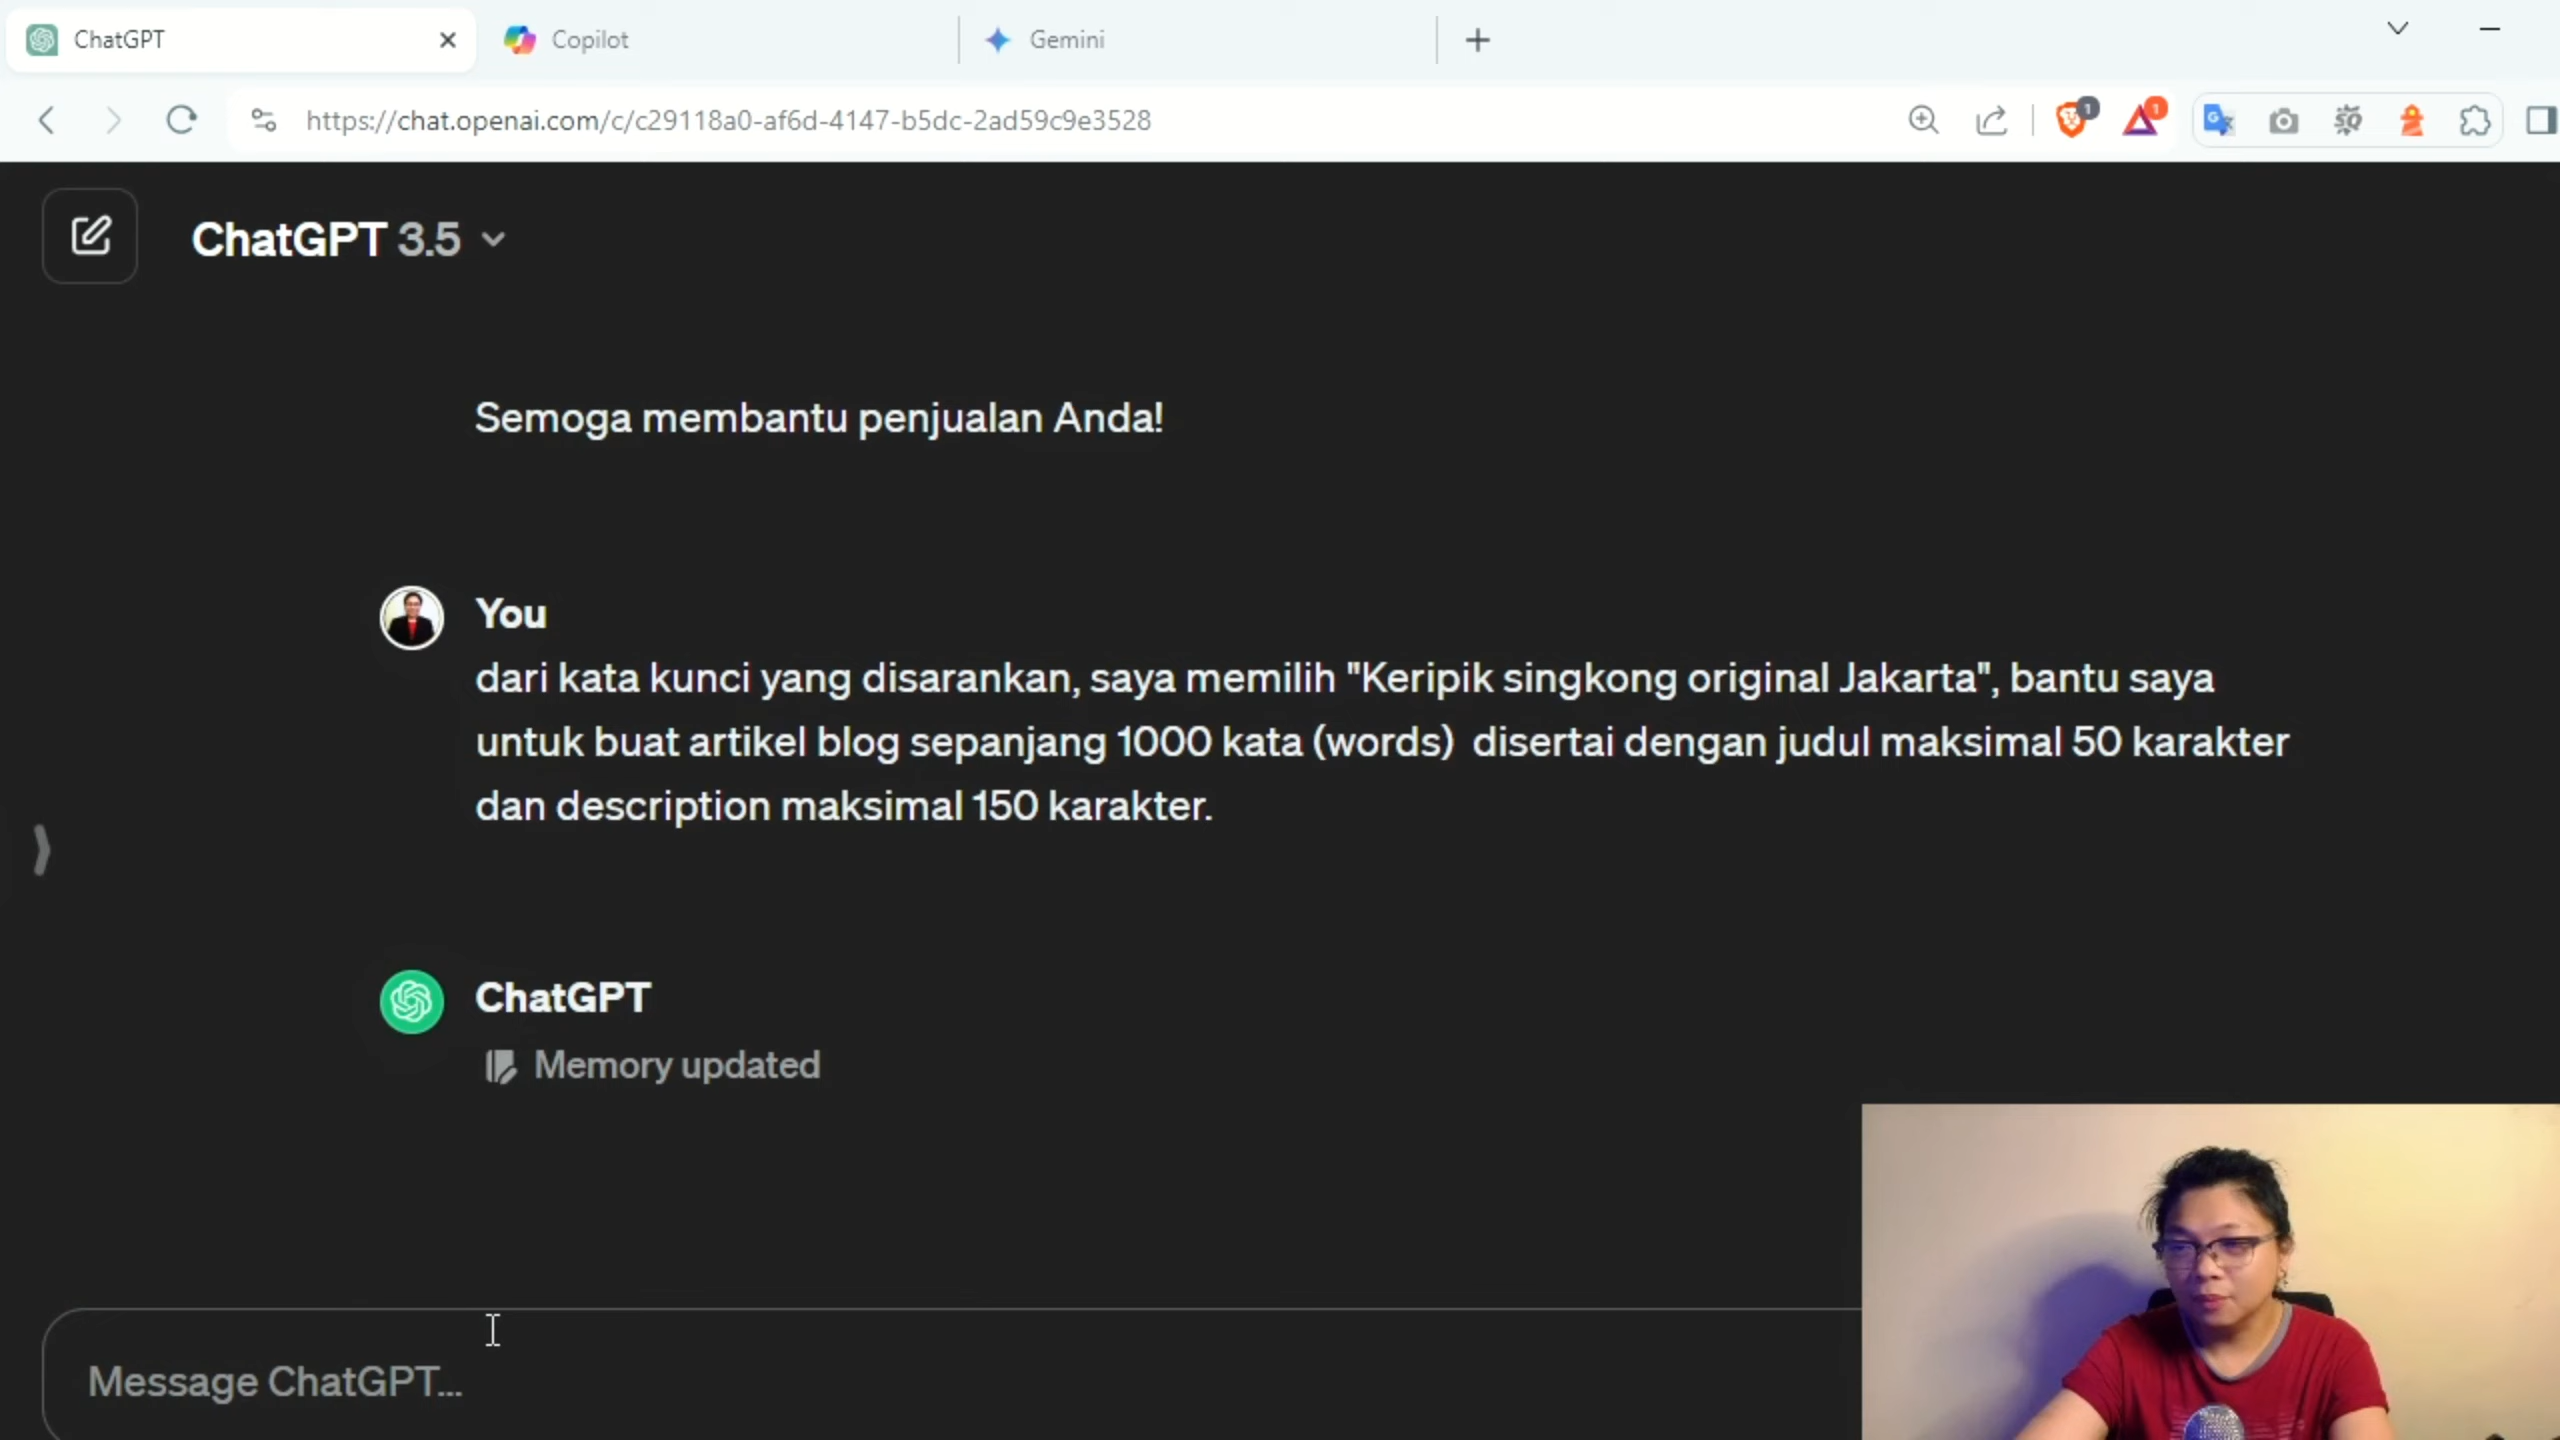 ChatGPT
Copilot
Gemini
https://chat.openai.com/c/c29118a0-af6d-4147-b5dc-2ad59c9e3528
1
1
ChatGPT 3.5
Semoga membantu penjualan Anda!
You
dari kata kunci yang disarankan, saya memilih "Keripik singkong original Jakarta", bantu saya
untuk buat artikel blog sepanjang 1000 kata (words)  disertai dengan judul maksimal 50 karakter
dan description maksimal 150 karakter.
ChatGPT
Memory updated
Message ChatGPT...